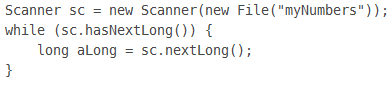 Scanner sc = new Scanner(new File("myNumbers"));
while (sc.hasNextLong()) {
    long aLong = sc.nextLong();
}